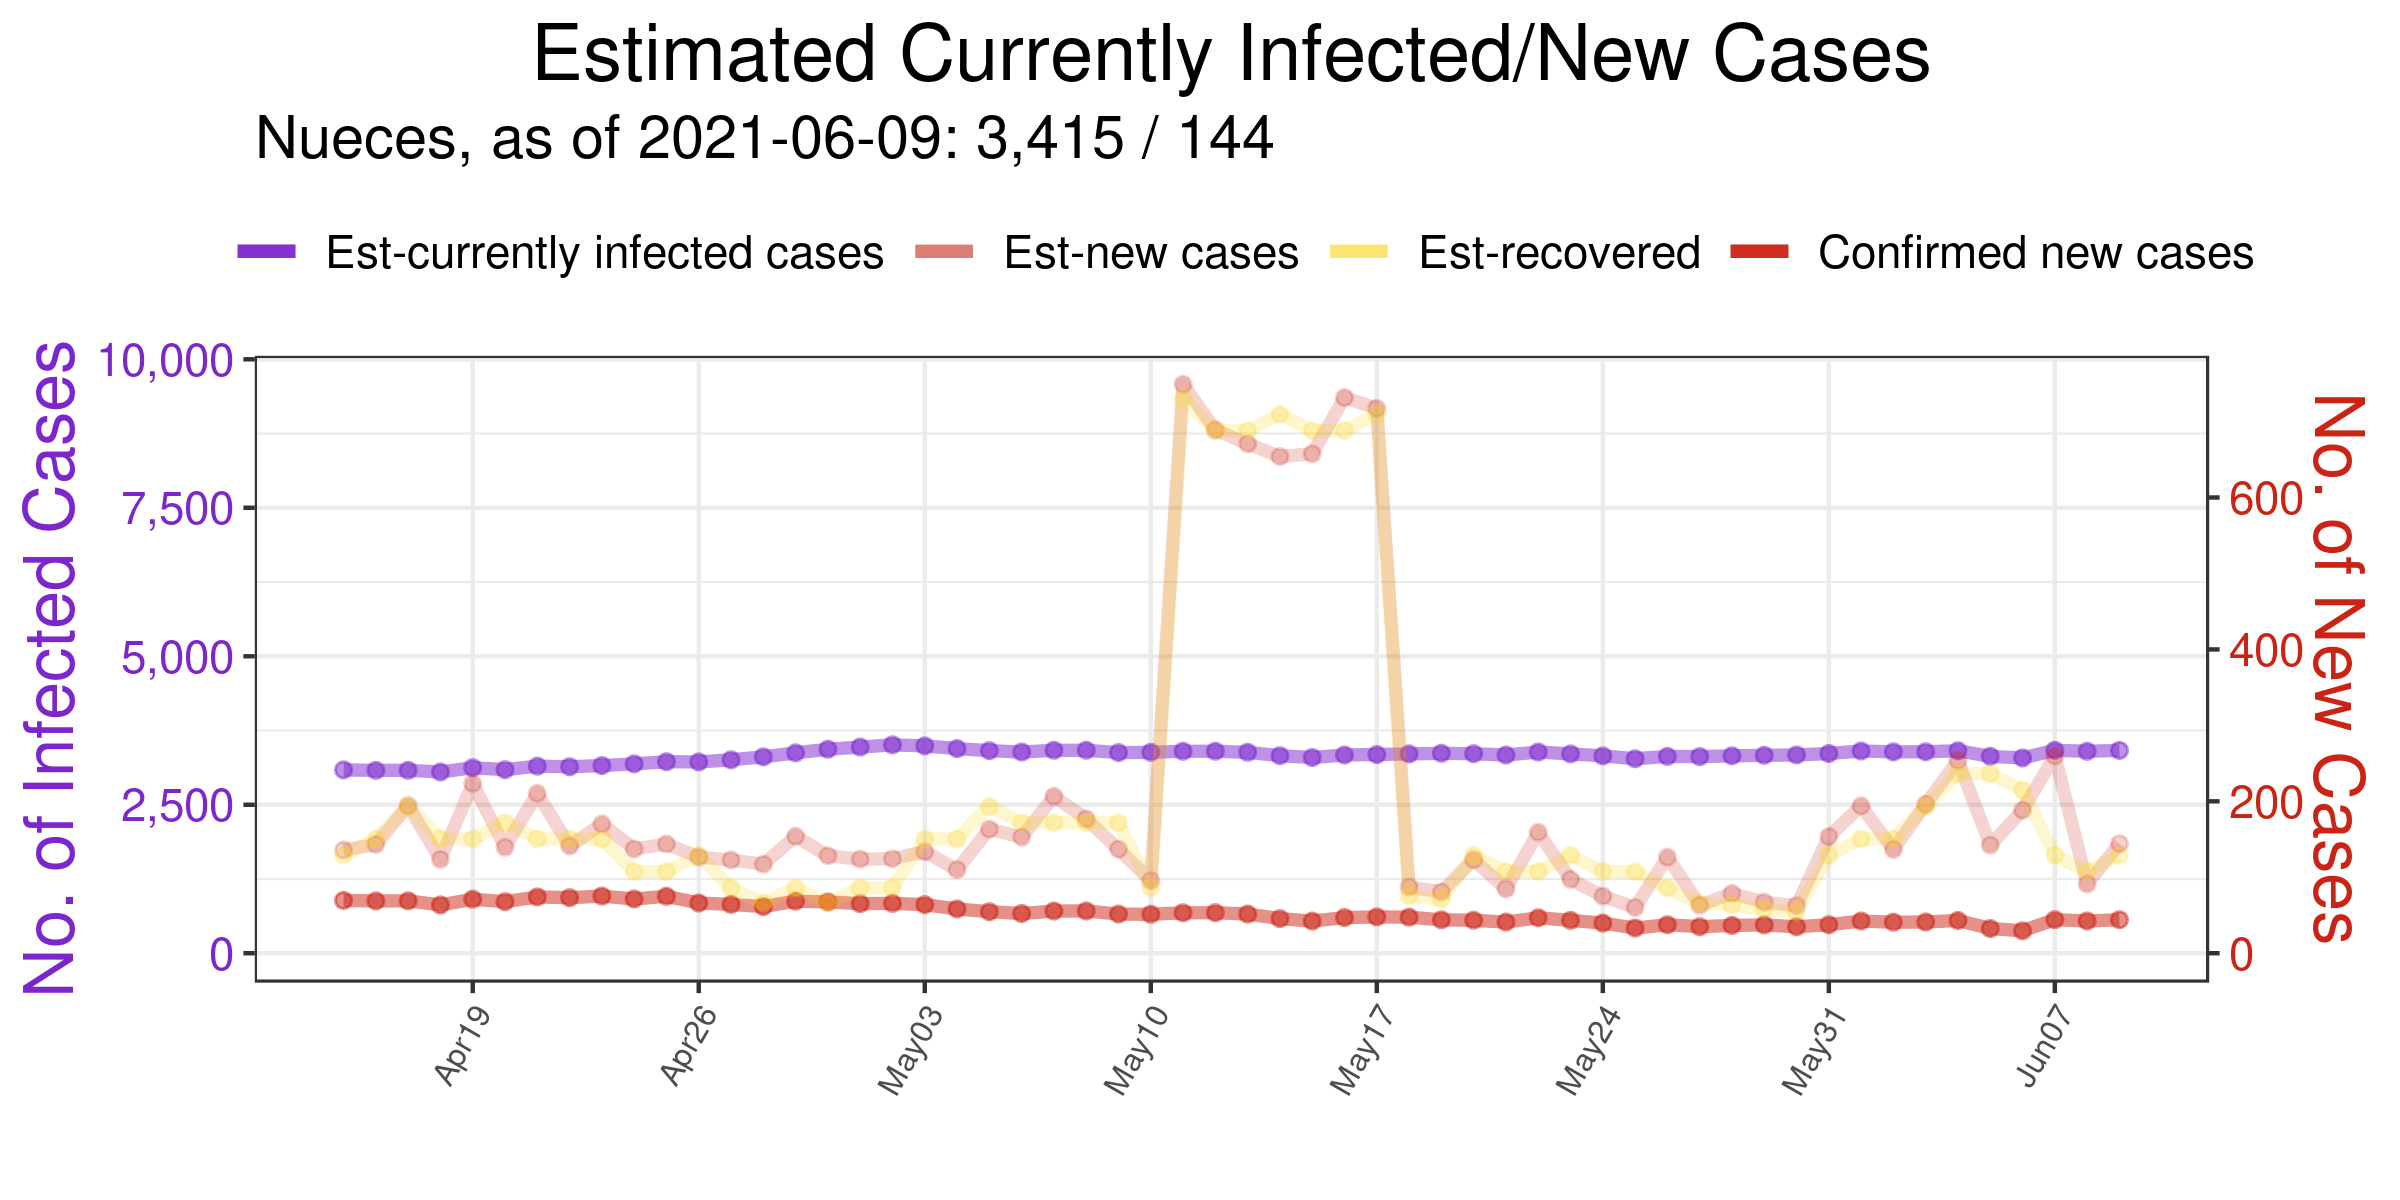 Estimated Currently Infected/New Cases
Nueces, as of 2021-06-09: 3,415 / 144
Est-currently infected cases Est-new cases Est-recovered Confirmed new cases
No. of Infected Cases
10,000
7,500
5,000
2,500
0
600
400
200
0
No. of New Cases
Apr19 Apr26 May03 May10 May17 May24 May31 Jun07